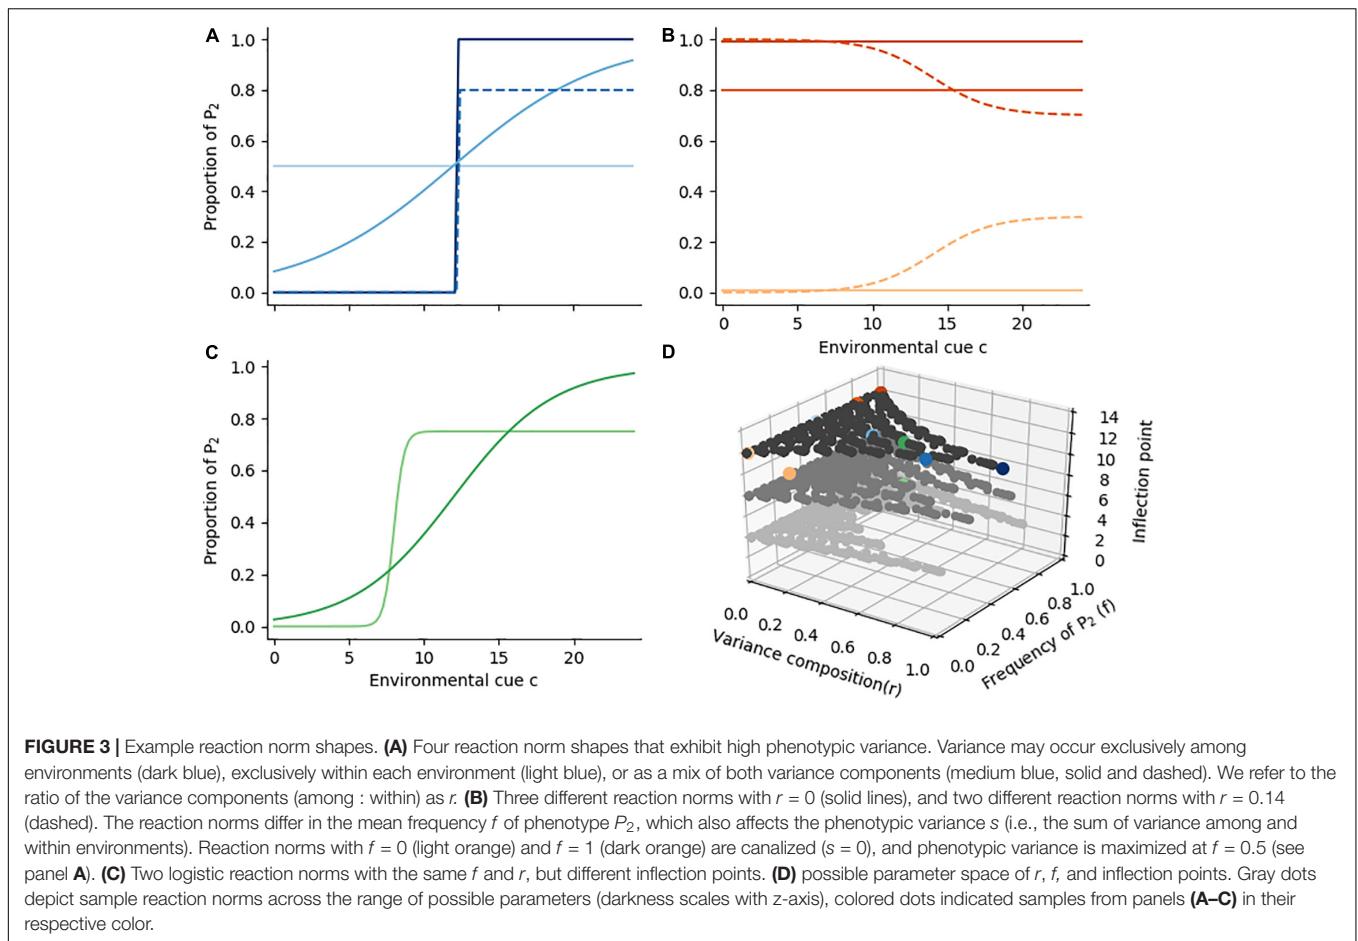 A
1.0
0.8
0.6
0.4
0.2
0.0
Proportion of P2
B
1.0
0.8
0.6
0.4
0.2
0.0
0 5 10 15 20
Environmental cue c
C
1.0
0.8
0.6
0.4
0.2
0.0
Proportion of P2
0 5 10 15 20
Environmental cue c
D
14
12
10
8
6
4
2
0
Inflection point
0.0 0.2 0.4 0.6 0.8 1.0
Variance composition(r)
0.0 0.2 0.4 0.6 0.8 1.0
Frequency of P2 (f)
FIGURE 3 | Example reaction norm shapes. (A) Four reaction norm shapes that exhibit high phenotypic variance. Variance may occur exclusively among
environments (dark blue), exclusively within each environment (light blue), or as a mix of both variance components (medium blue, solid and dashed). We refer to the
ratio of the variance components (among : within) as r. (B) Three different reaction norms with r = 0 (solid lines), and two different reaction norms with r = 0.14
(dashed). The reaction norms differ in the mean frequency f of phenotype P2, which also affects the phenotypic variance s (i.e., the sum of variance among and
within environments). Reaction norms with f = 0 (light orange) and f = 1 (dark orange) are canalized (s = 0), and phenotypic variance is maximized at f = 0.5 (see
panel A). (C) Two logistic reaction norms with the same f and r, but different inflection points. (D) possible parameter space of r, f, and inflection points. Gray dots
depict sample reaction norms across the range of possible parameters (darkness scales with z-axis), colored dots indicated samples from panels (A–C) in their
respective color.